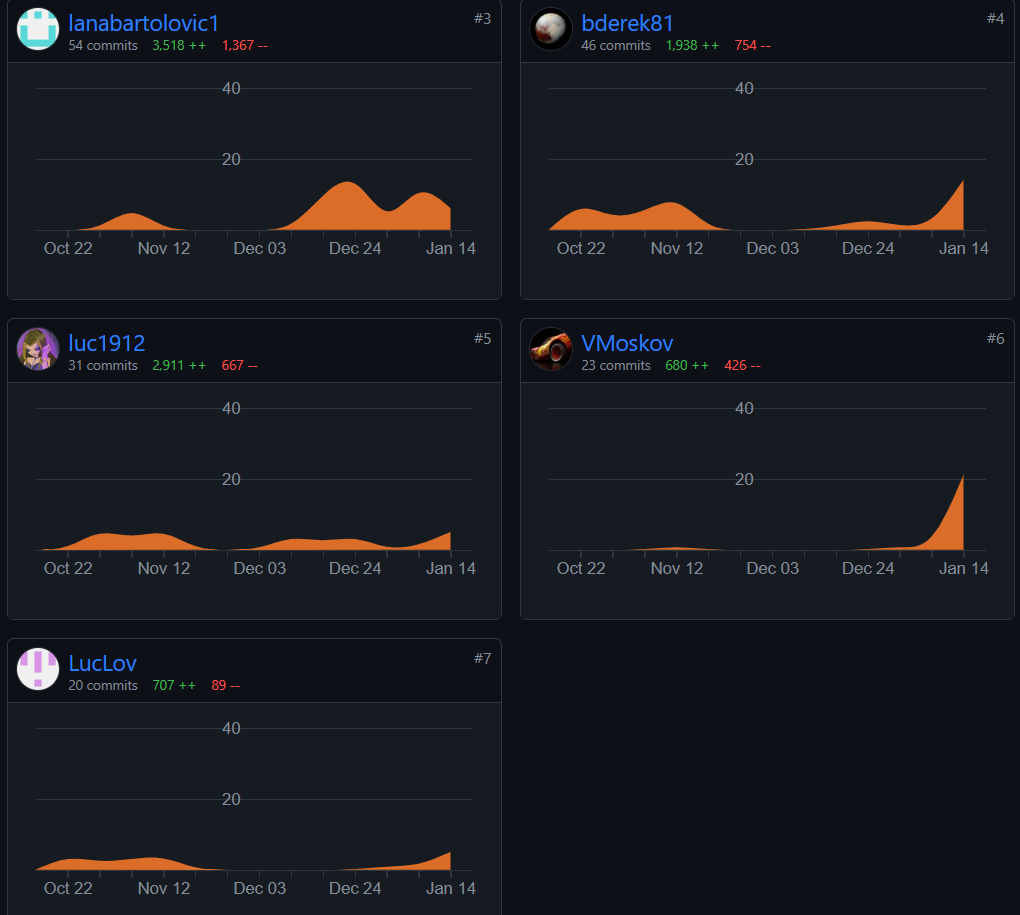 lanabartolovic1
#3
54 commits 3,518 ++ 1,367 --
40
20
Oct 22 Nov 12 Dec 03 Dec 24 Jan 14
bderek81
#4
46 commits 1,938 ++ 754 --
40
20
Oct 22 Nov 12 Dec 03 Dec 24 Jan 14
luc1912
#5
31 commits 2,911 ++ 667 --
40
20
Oct 22 Nov 12 Dec 03 Dec 24 Jan 14
VMoskov
#6
23 commits 680 ++ 426 --
40
20
Oct 22 Nov 12 Dec 03 Dec 24 Jan 14
LucLov
#7
20 commits 707 ++ 89 --
40
20
Oct 22 Nov 12 Dec 03 Dec 24 Jan 14